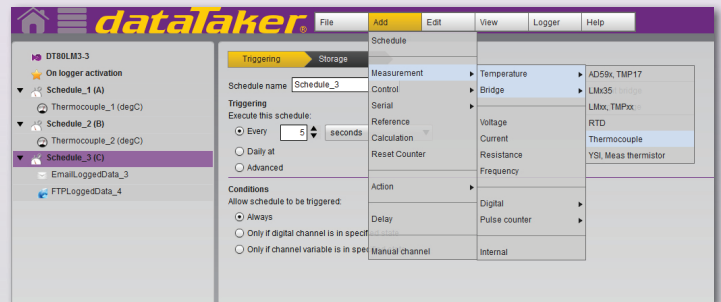 dataTaker®
File
Add
Edit
View
Logger
Help
DT80LM3-3
On logger activation
Schedule_1 (A)
Thermocouple_1 (degC)
Schedule_2 (B)
Thermocouple_2 (degC)
Schedule_3 (C)
EmailLoggedData_3
FTPLoggedData_4
Triggering
Storage
Schedule name
Schedule_3
Triggering
Execute this schedule:
Every
5
seconds
Daily at
Advanced
Conditions
Allow schedule to be triggered:
Always
Only if digital channel is in specified state
Only if channel variable is in spec
Schedule
Measurement
Control
Serial
Reference
Calculation
Reset Counter
Action
Delay
Manual channel
Temperature
Bridge
Voltage
Current
Resistance
Frequency
Digital
Pulse counter
Internal
AD59x, TMP17
LMx35
LMxx, TMPxx
RTD
Thermocouple
YSI, Meas thermistor